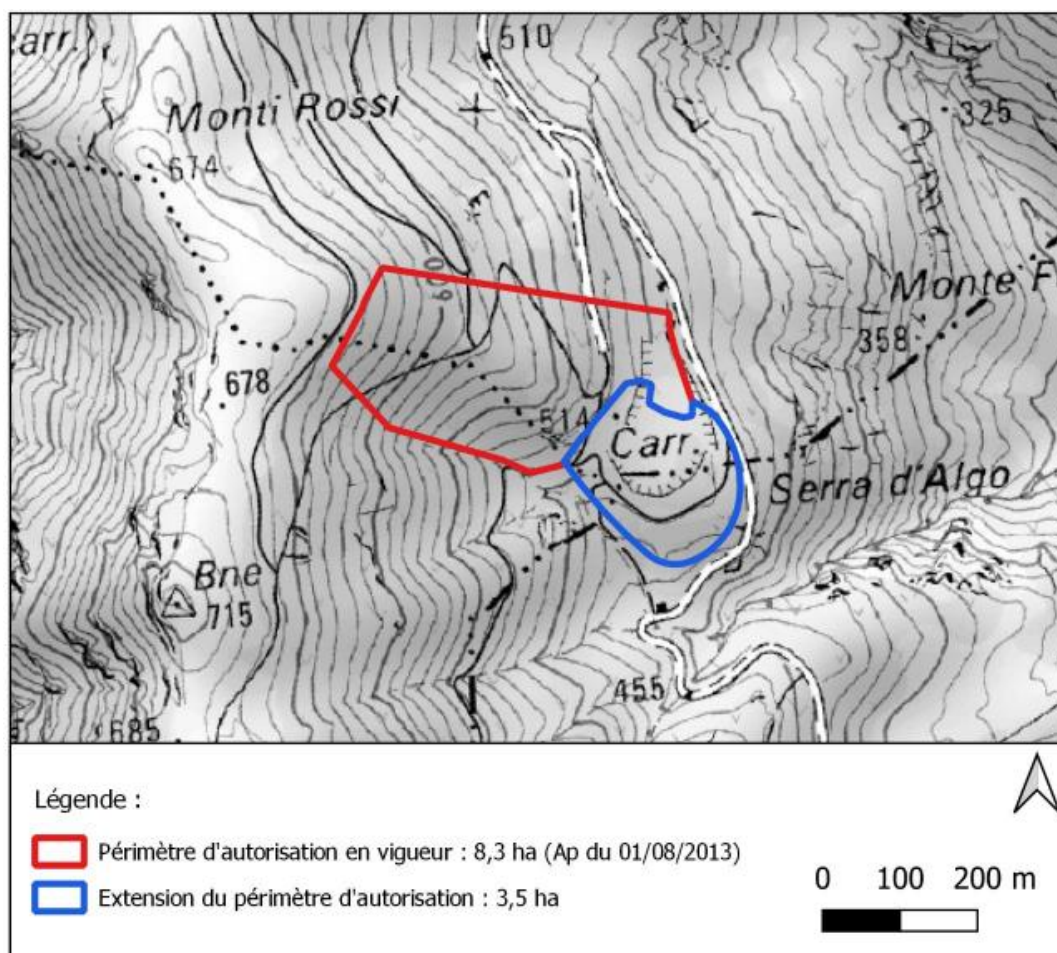 510
carr.
Monti Rossi
325
674
600
Monte F
358
678
514
Carr.
Serra d'Algo
Bne
715
455
685
Légende :
Périmètre d'autorisation en vigueur : 8,3 ha (Ap du 01/08/2013)
Extension du périmètre d'autorisation : 3,5 ha
0 100 200 m